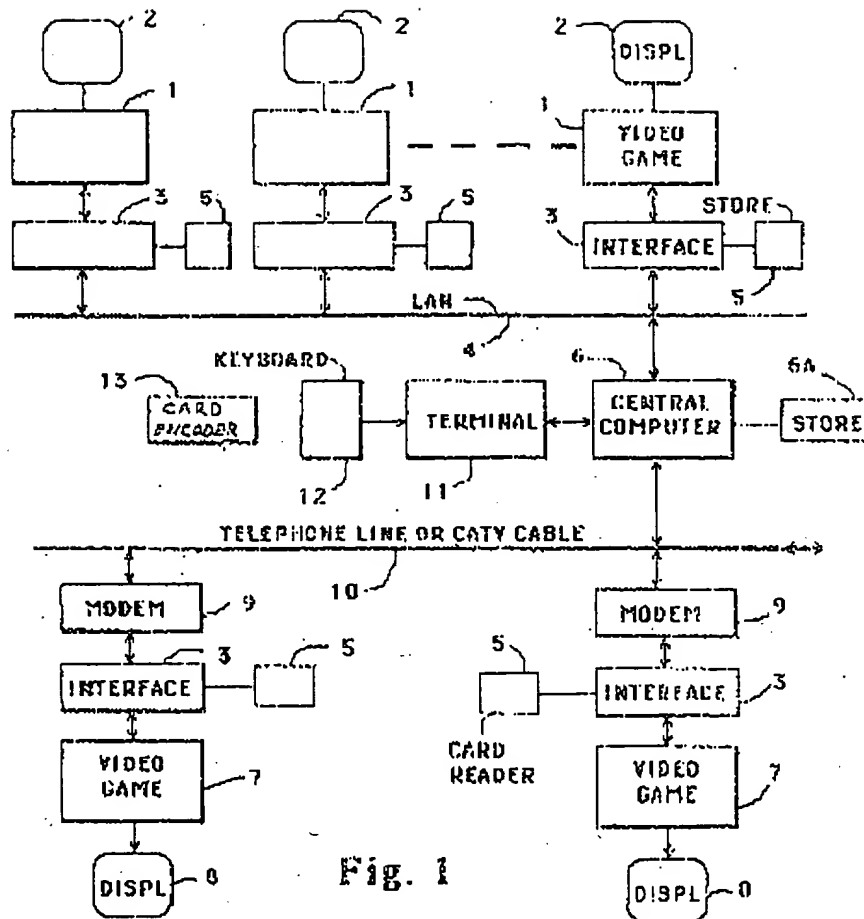 2 2 2 DISPL
1 1 1 VIDEO
GAME
3 5 3 5 3 STORE
INTERFACE
5
LAN
4
KEYBOARD 6 6A
13 CARD
ENCODER
TERMINAL
CENTRAL
COMPUTER
STORE
12 11
TELEPHONE LINE OR CATV CABLE
10
MODEM 9 MODEM 9
3 5 5
INTERFACE INTERFACE 3
CARD
READER
VIDEO
GAME 7
VIDEO
GAME 7
DISPL 8 Fig. 1 DISPL 8